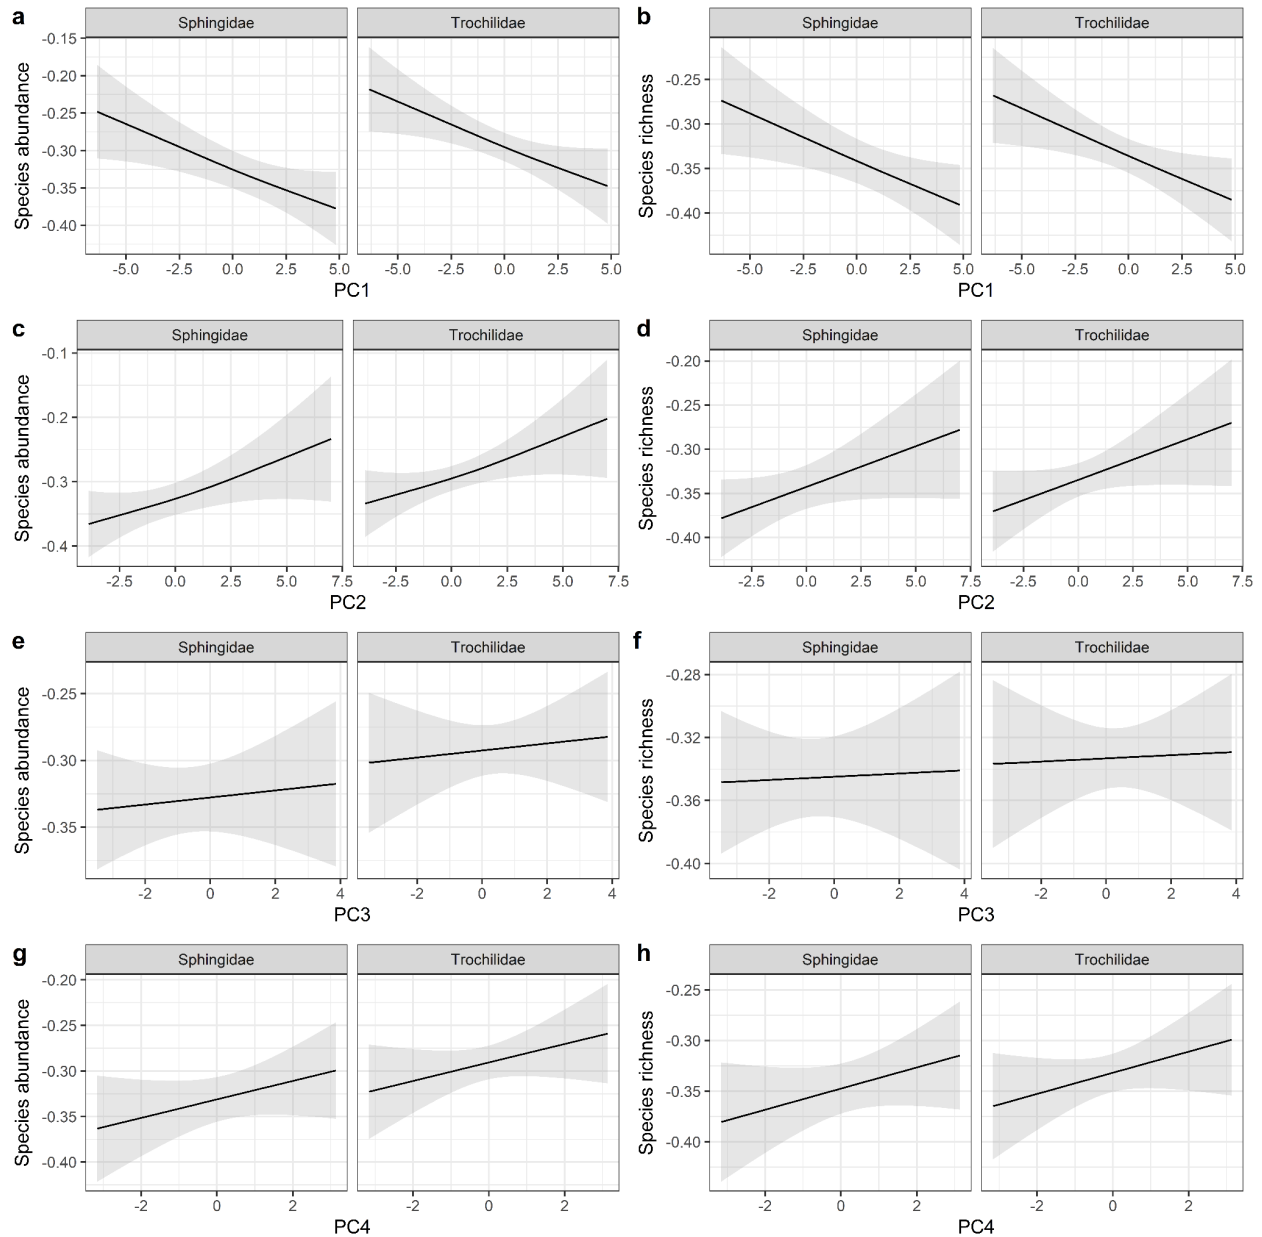 a
Sphingidae
Trochilidae
Species abundance
-0.15
-0.20
-0.25
-0.30
-0.35
-0.40
-5.0 -2.5 0.0 2.5 5.0
-5.0 -2.5 0.0 2.5 5.0
PC1
b
Sphingidae
Trochilidae
Species richness
-0.25
-0.30
-0.35
-0.40
-5.0 -2.5 0.0 2.5 5.0
-5.0 -2.5 0.0 2.5 5.0
PC1
c
Sphingidae
Trochilidae
Species abundance
-0.1
-0.2
-0.3
-0.4
-2.5 0.0 2.5 5.0 7.5
-2.5 0.0 2.5 5.0 7.5
PC2
d
Sphingidae
Trochilidae
Species richness
-0.20
-0.25
-0.30
-0.35
-0.40
-2.5 0.0 2.5 5.0 7.5
-2.5 0.0 2.5 5.0 7.5
PC2
e
Sphingidae
Trochilidae
Species abundance
-0.25
-0.30
-0.35
-2 0 2 4
-2 0 2 4
PC3
f
Sphingidae
Trochilidae
Species richness
-0.28
-0.32
-0.36
-0.40
-2 0 2 4
-2 0 2 4
PC3
g
Sphingidae
Trochilidae
Species abundance
-0.20
-0.25
-0.30
-0.35
-0.40
-2 0 2
-2 0 2
PC4
h
Sphingidae
Trochilidae
Species richness
-0.25
-0.30
-0.35
-0.40
-2 0 2
-2 0 2
PC4